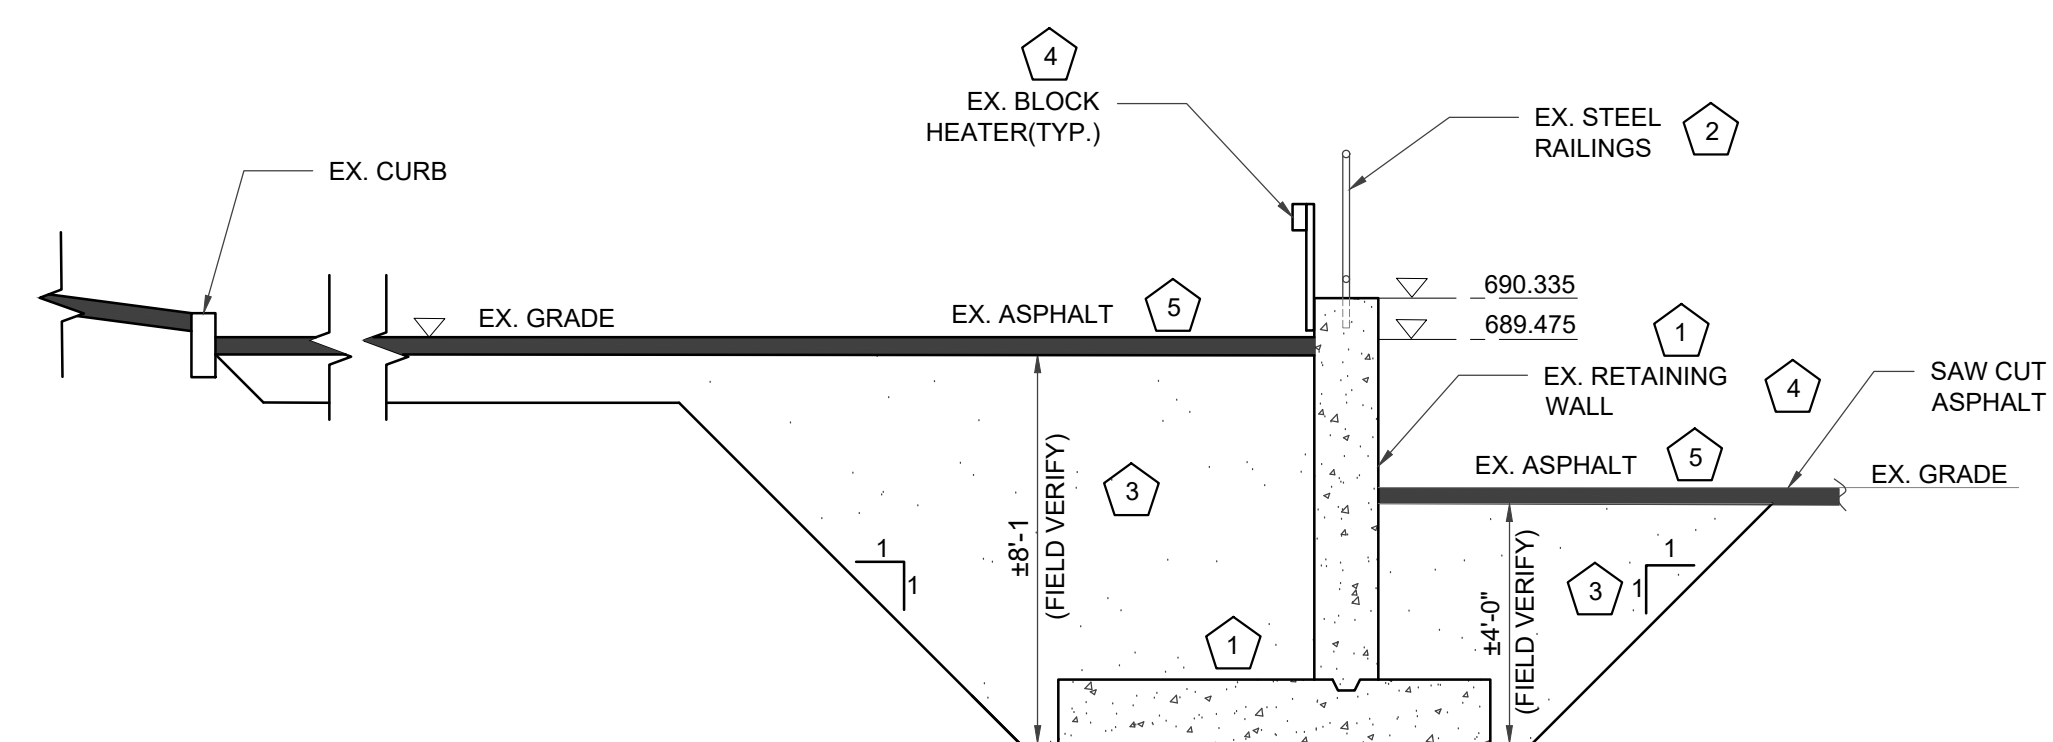 4
EX. BLOCK
HEATER(TYP.)
EX. STEEL
RAILINGS
2
EX. CURB
690.335
689.475
EX. GRADE
EX. ASPHALT
5
1
EX. RETAINING
WALL
4
SAW CUT
ASPHALT
EX. ASPHALT
5
EX. GRADE
3
±8'-1
(FIELD VERIFY)
1
1
1
±4'-0"
(FIELD VERIFY)
3
1
1